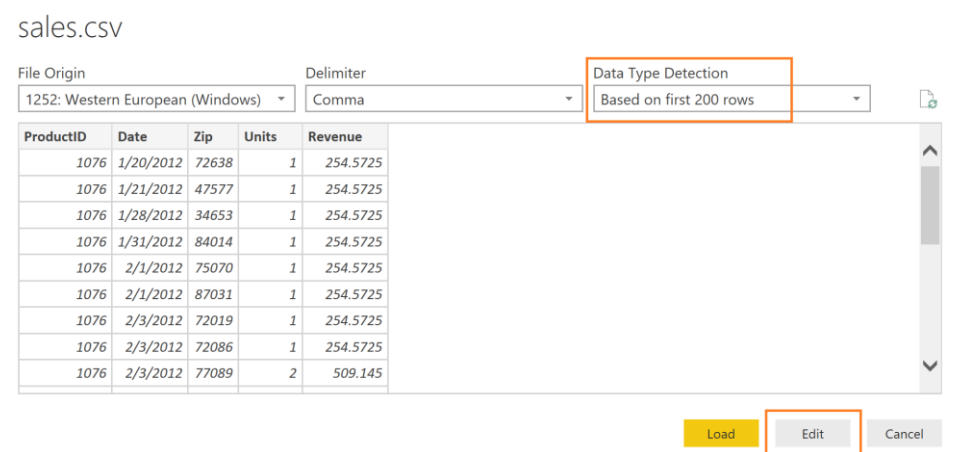 sales.csv
File Origin Delimiter Data Type Detection
1252: Western European (Windows) Comma Based on first 200 rows
ProductID Date Zip Units Revenue
1076 1/20/2012 72638 1 254.5725
1076 1/21/2012 47577 1 254.5725
1076 1/28/2012 34653 1 254.5725
1076 1/31/2012 84014 1 254.5725
1076 2/1/2012 75070 1 254.5725
1076 2/1/2012 87031 1 254.5725
1076 2/3/2012 72019 1 254.5725
1076 2/3/2012 72086 1 254.5725
1076 2/3/2012 77089 2 509.145
Load Edit Cancel